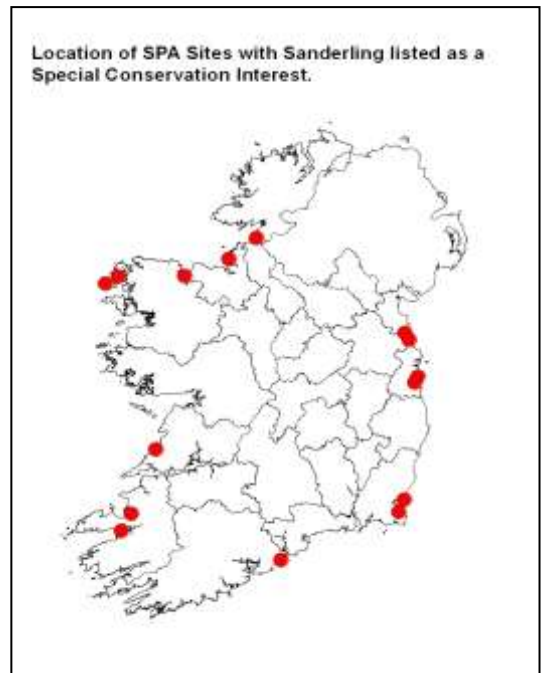 Location of SPA Sites with Sanderling listed as a
Special Conservation Interest.